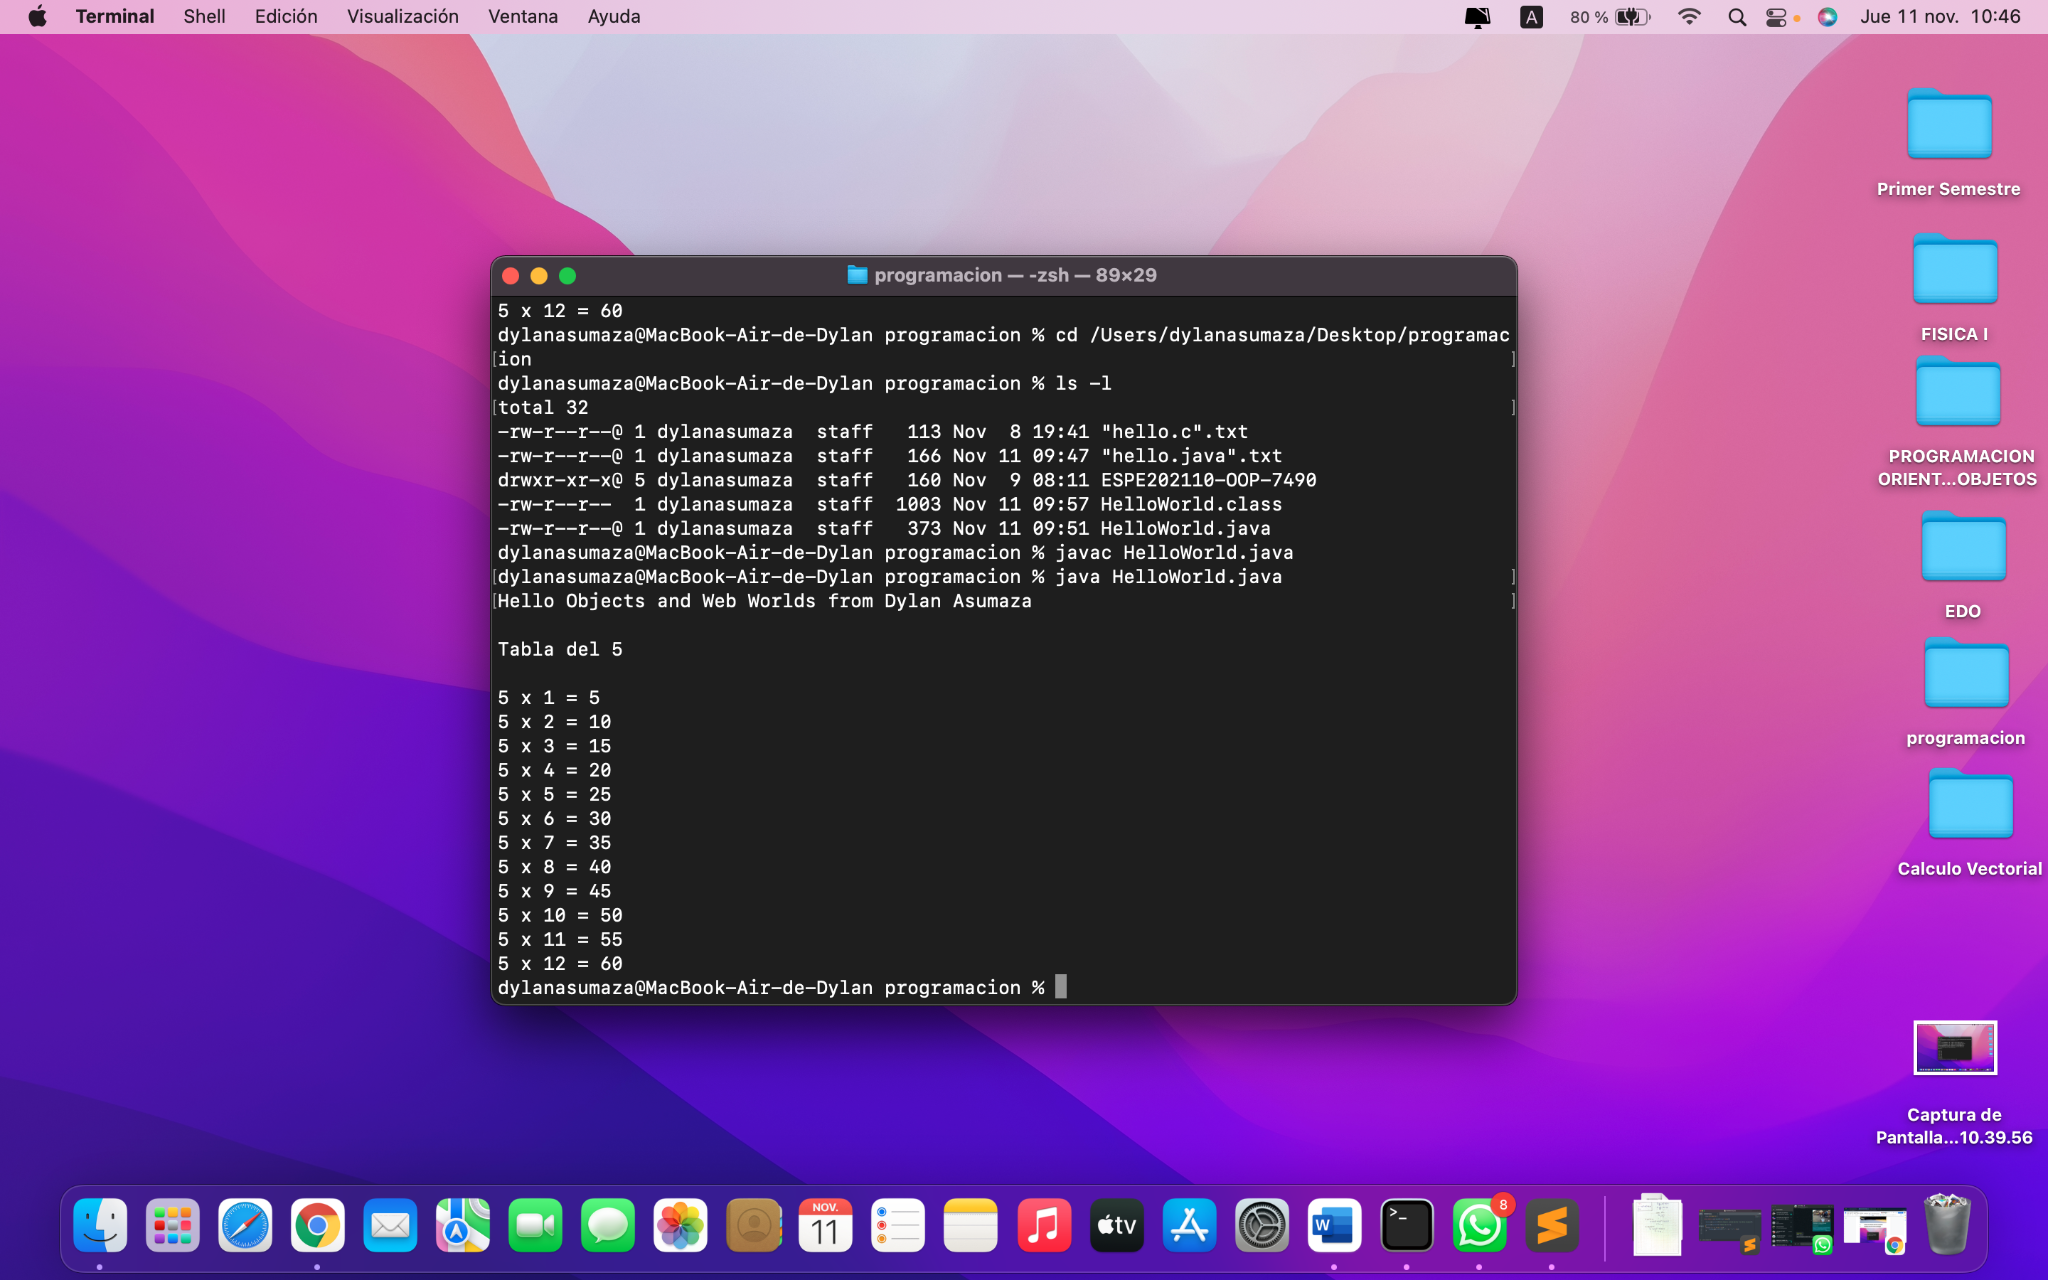 Terminal Shell Edición Visualización Ventana Ayuda A 80 % Jue 11 nov. 10:46
programacion — -zsh — 89×29
5 x 12 = 60
dylanasumaza@MacBook-Air-de-Dylan programacion % cd /Users/dylanasumaza/Desktop/programac
[ion ]
dylanasumaza@MacBook-Air-de-Dylan programacion % ls -l
[total 32 ]
-rw-r--r--@ 1 dylanasumaza  staff   113 Nov  8 19:41 "hello.c".txt
-rw-r--r--@ 1 dylanasumaza  staff   166 Nov 11 09:47 "hello.java".txt
drwxr-xr-x@ 5 dylanasumaza  staff   160 Nov  9 08:11 ESPE202110-OOP-7490
-rw-r--r--  1 dylanasumaza  staff  1003 Nov 11 09:57 HelloWorld.class
-rw-r--r--@ 1 dylanasumaza  staff   373 Nov 11 09:51 HelloWorld.java
dylanasumaza@MacBook-Air-de-Dylan programacion % javac HelloWorld.java
[dylanasumaza@MacBook-Air-de-Dylan programacion % java HelloWorld.java ]
[Hello Objects and Web Worlds from Dylan Asumaza ]
Tabla del 5
5 x 1 = 5
5 x 2 = 10
5 x 3 = 15
5 x 4 = 20
5 x 5 = 25
5 x 6 = 30
5 x 7 = 35
5 x 8 = 40
5 x 9 = 45
5 x 10 = 50
5 x 11 = 55
5 x 12 = 60
dylanasumaza@MacBook-Air-de-Dylan programacion %
Primer Semestre
FISICA I
PROGRAMACION
ORIENT...OBJETOS
EDO
programacion
Calculo Vectorial
Captura de
Pantalla...10.39.56
NOV.
11
tv
W
>_
8